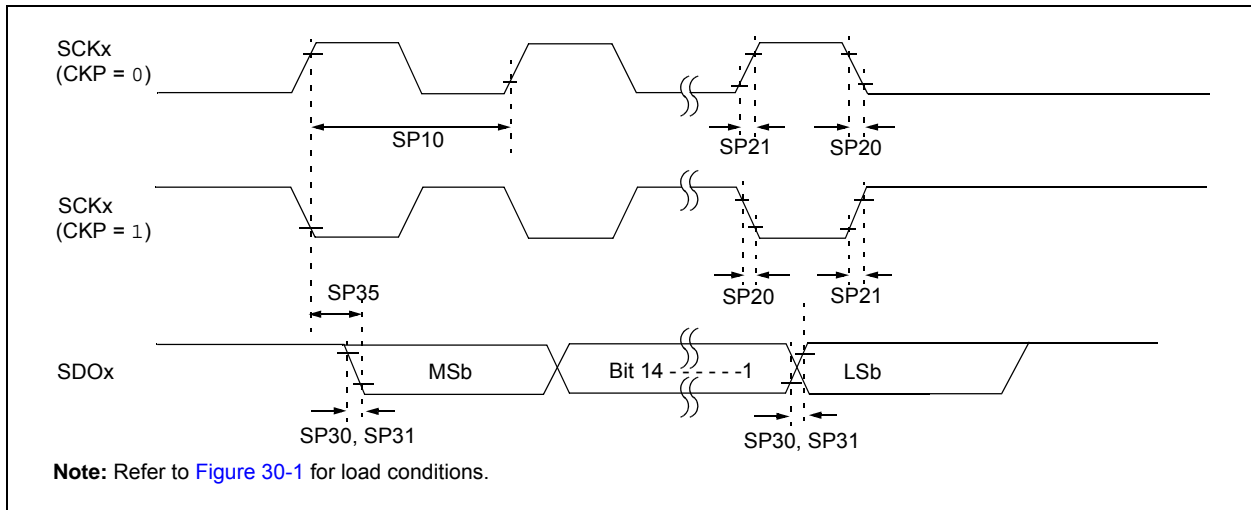 SCKx
(CKP = 0)
SP10
SP21
SP20
SCKx
(CKP = 1)
SP35
SP20
SP21
SDOx
MSb
Bit 14 - - - - - -1
LSb
SP30, SP31
SP30, SP31
Note: Refer to Figure 30-1 for load conditions.